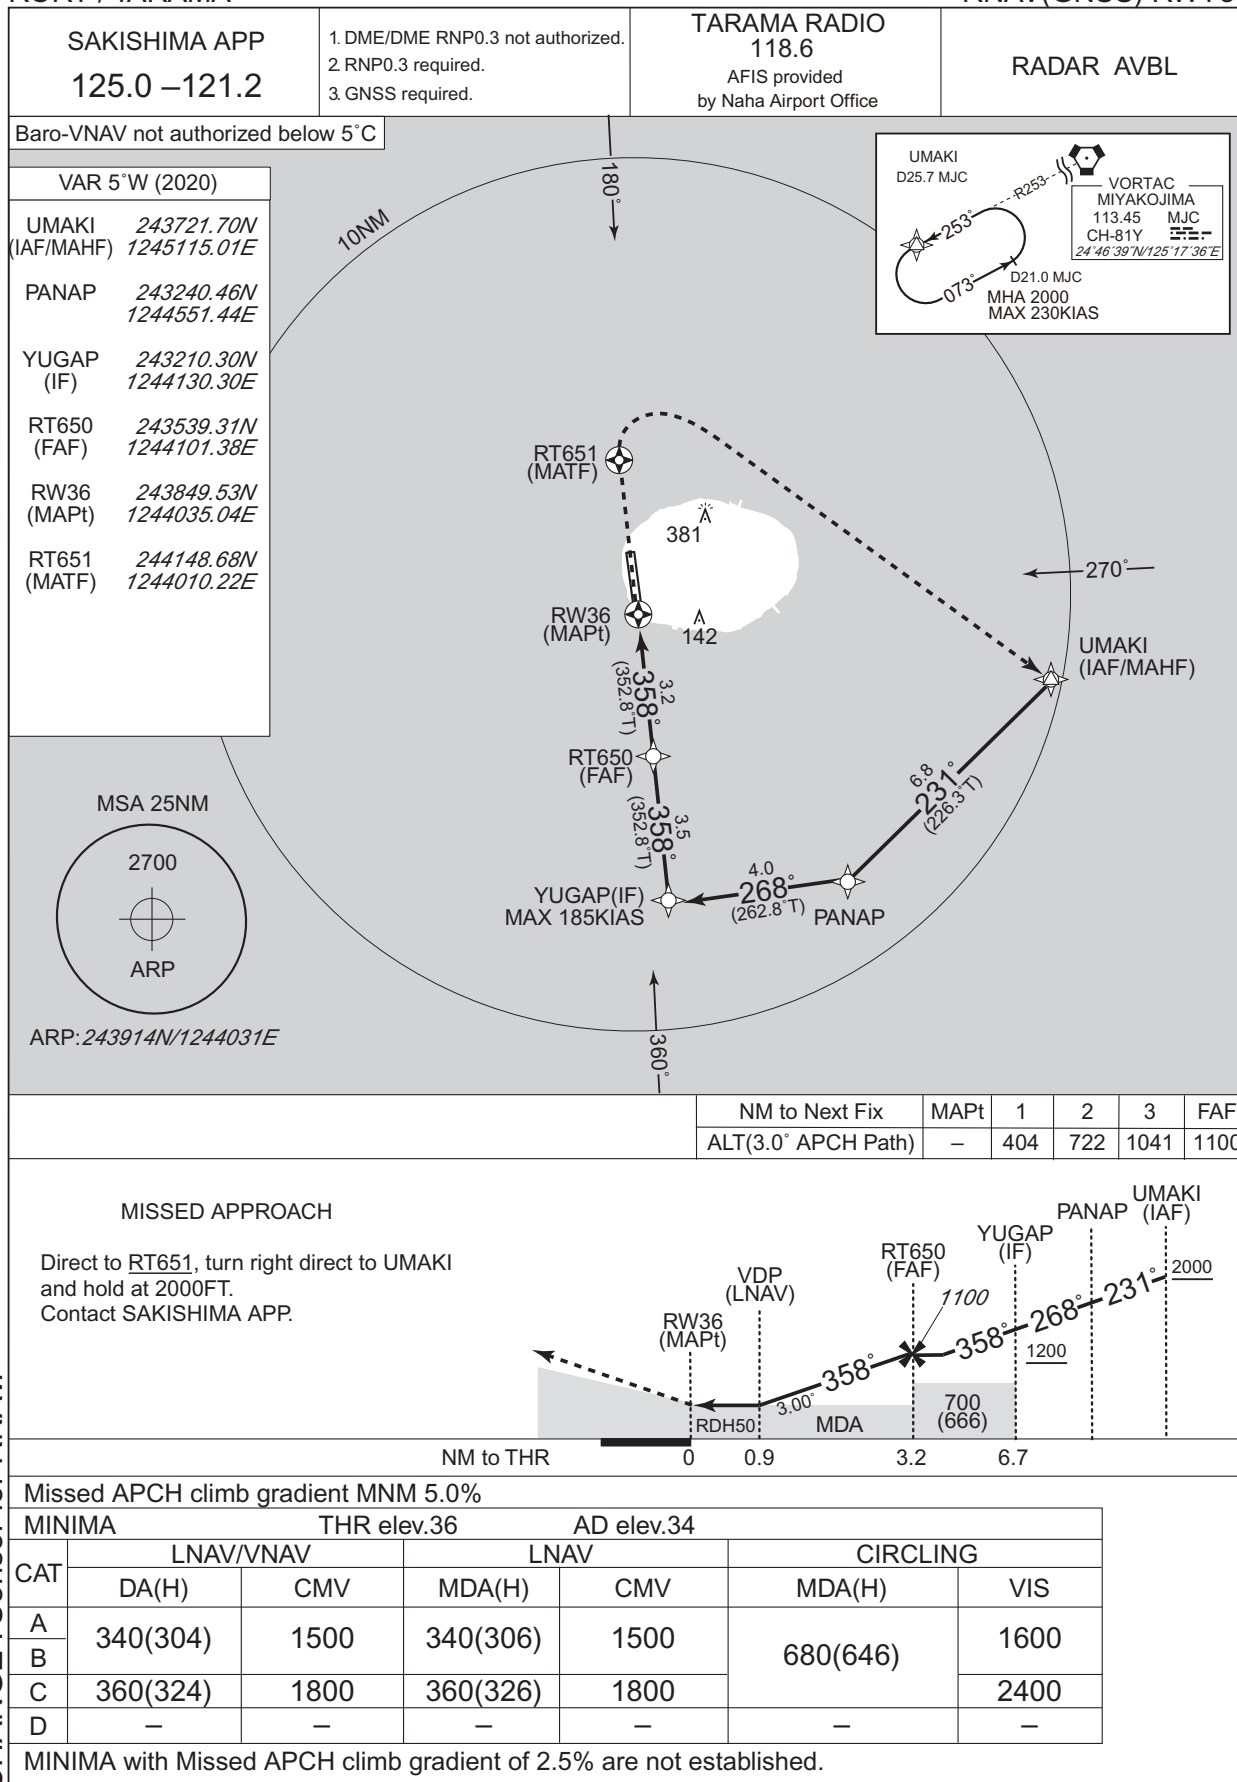 SAKISHIMA APP
125.0 –121.2
1. DME/DME RNP0.3 not authorized.
2. RNP0.3 required.
3. GNSS required.
TARAMA RADIO
118.6
AFIS provided
by Naha Airport Office
RADAR AVBL
Baro-VNAV not authorized below 5˚C
VAR 5˚W (2020)
UMAKI 243721.70N
(IAF/MAHF) 1245115.01E
PANAP 243240.46N
1244551.44E
YUGAP 243210.30N
(IF) 1244130.30E
RT650 243539.31N
(FAF) 1244101.38E
RW36 243849.53N
(MAPt) 1244035.04E
RT651 244148.68N
(MATF) 1244010.22E
180˚
10NM
UMAKI
D25.7 MJC
R253
253˚
073˚
D21.0 MJC
MHA 2000
MAX 230KIAS
VORTAC
MIYAKOJIMA
113.45 MJC
CH-81Y
24˚46´39˝N/125˚17´36˝E
RT651
(MATF)
381
270˚
RW36
(MAPt)
142
UMAKI
(IAF/MAHF)
3.2
358˚
(352.8˚T)
RT650
(FAF)
6.8
231˚
(226.3˚T)
3.5
358˚
(352.8˚T)
4.0
268˚
(262.8˚T)
YUGAP(IF)
MAX 185KIAS
PANAP
360˚
MSA 25NM
2700
ARP
ARP:243914N/1244031E
NM to Next Fix MAPt 1 2 3 FAF
ALT(3.0˚ APCH Path) – 404 722 1041 1100
MISSED APPROACH
Direct to RT651, turn right direct to UMAKI
and hold at 2000FT.
Contact SAKISHIMA APP.
UMAKI
(IAF)
PANAP
YUGAP
(IF)
RT650
(FAF)
VDP
(LNAV)
RW36
(MAPt)
2000
231˚
268˚
1100
358˚
1200
358˚
3.00˚
700
(666)
RDH50
MDA
NM to THR 0 0.9 3.2 6.7
Missed APCH climb gradient MNM 5.0%
MINIMA THR elev.36 AD elev.34
CAT LNAV/VNAV LNAV CIRCLING
DA(H) CMV MDA(H) CMV MDA(H) VIS
A
B
340(304) 1500 340(306) 1500 680(646) 1600
C 360(324) 1800 360(326) 1800 2400
D – – – – – –
MINIMA with Missed APCH climb gradient of 2.5% are not established.